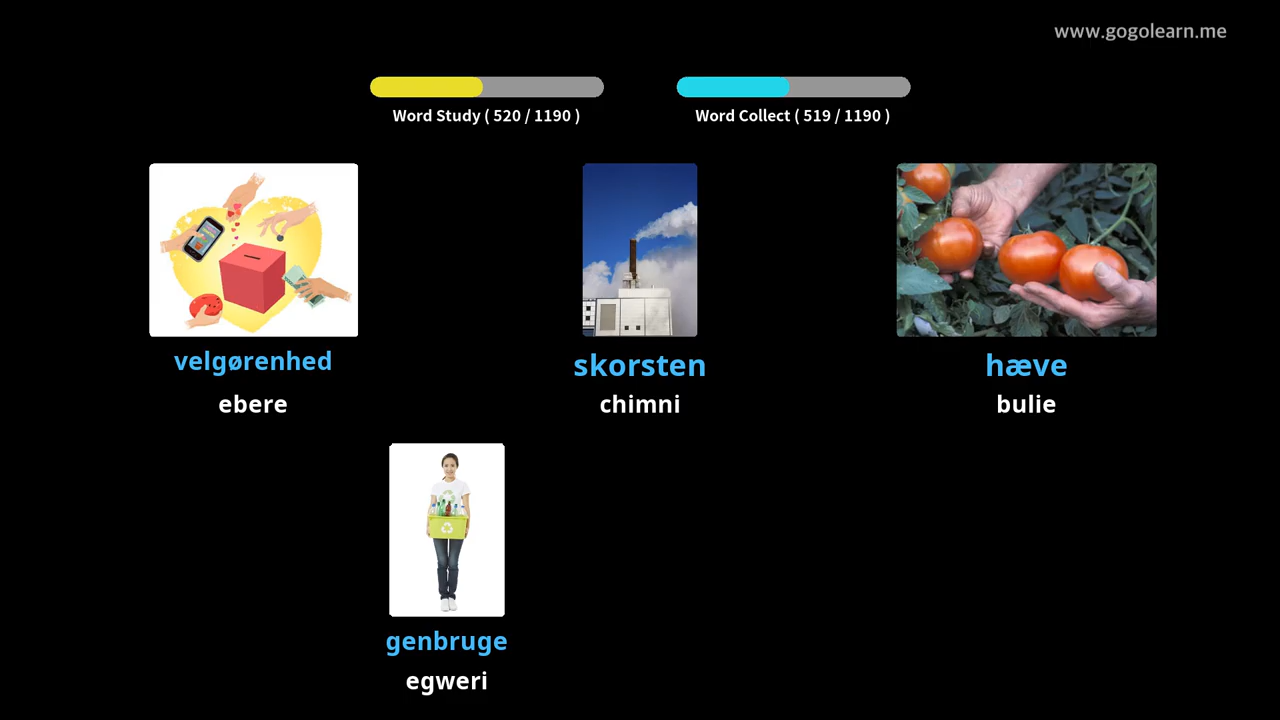 www.gogolearn.me
Word Study ( 520 / 1190 )
Word Collect ( 519 / 1190 )
velgørenhed
skorsten
hæve
ebere
chimni
bulie
genbruge
egweri